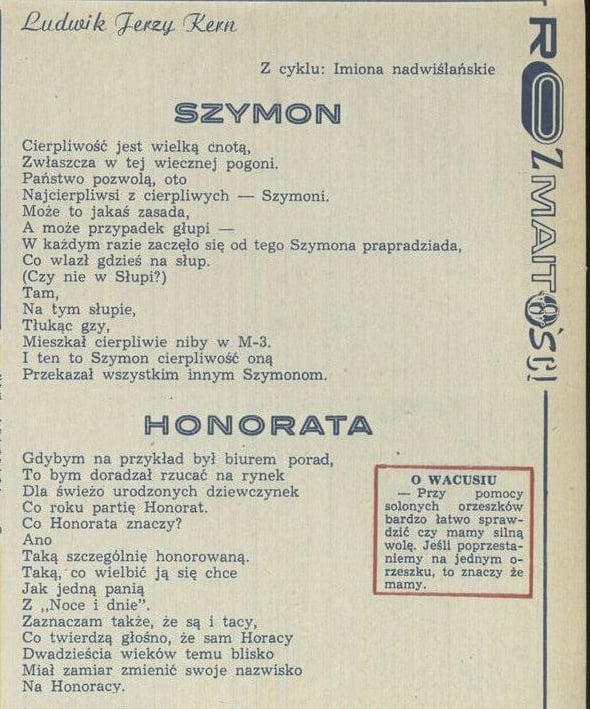 Ludwik Jerzy Kern
Z cyklu: Imiona nadwiślańskie
SZYMON
Cierpliwość jest wielką cnotą,
Zwłaszcza w tej wiecznej pogoni.
Państwo pozwolą, oto
Najcierpliwsi z cierpliwych — Szymoni.
Może to jakaś zasada,
A może przypadek głupi —
W każdym razie zaczęło się od tego Szymona prapradziada,
Co wlazł gdzieś na słup.
(Czy nie w Słupi?)
Tam,
Na tym słupie,
Tłukąc gzy,
Mieszkał cierpliwie niby w M-3.
I ten to Szymon cierpliwość oną
Przekazał wszystkim innym Szymonom.
HONORATA
Gdybym na przykład był biurem porad,
To bym doradzał rzucać na rynek
Dla świeżo urodzonych dziewczynek
Co roku partię Honorat.
Co Honorata znaczy?
Ano
Taką szczególnie honorowaną.
Taką, co wielbić ją się chce
Jak jedną panią
Z „Noce i dnie".
Zaznaczam także, że są i tacy,
Co twierdzą głośno, że sam Horacy
Dwadzieścia wieków temu blisko
Miał zamiar zmienić swoje nazwisko
Na Honoracy.
O WACUSIU
— Przy pomocy
solonych orzeszków
bardzo łatwo spraw-
dzić czy mamy silną
wolę. Jeśli poprzesta-
niemy na jednym o-
rzeszku, to znaczy że
mamy.
ROZMAITOŚCI